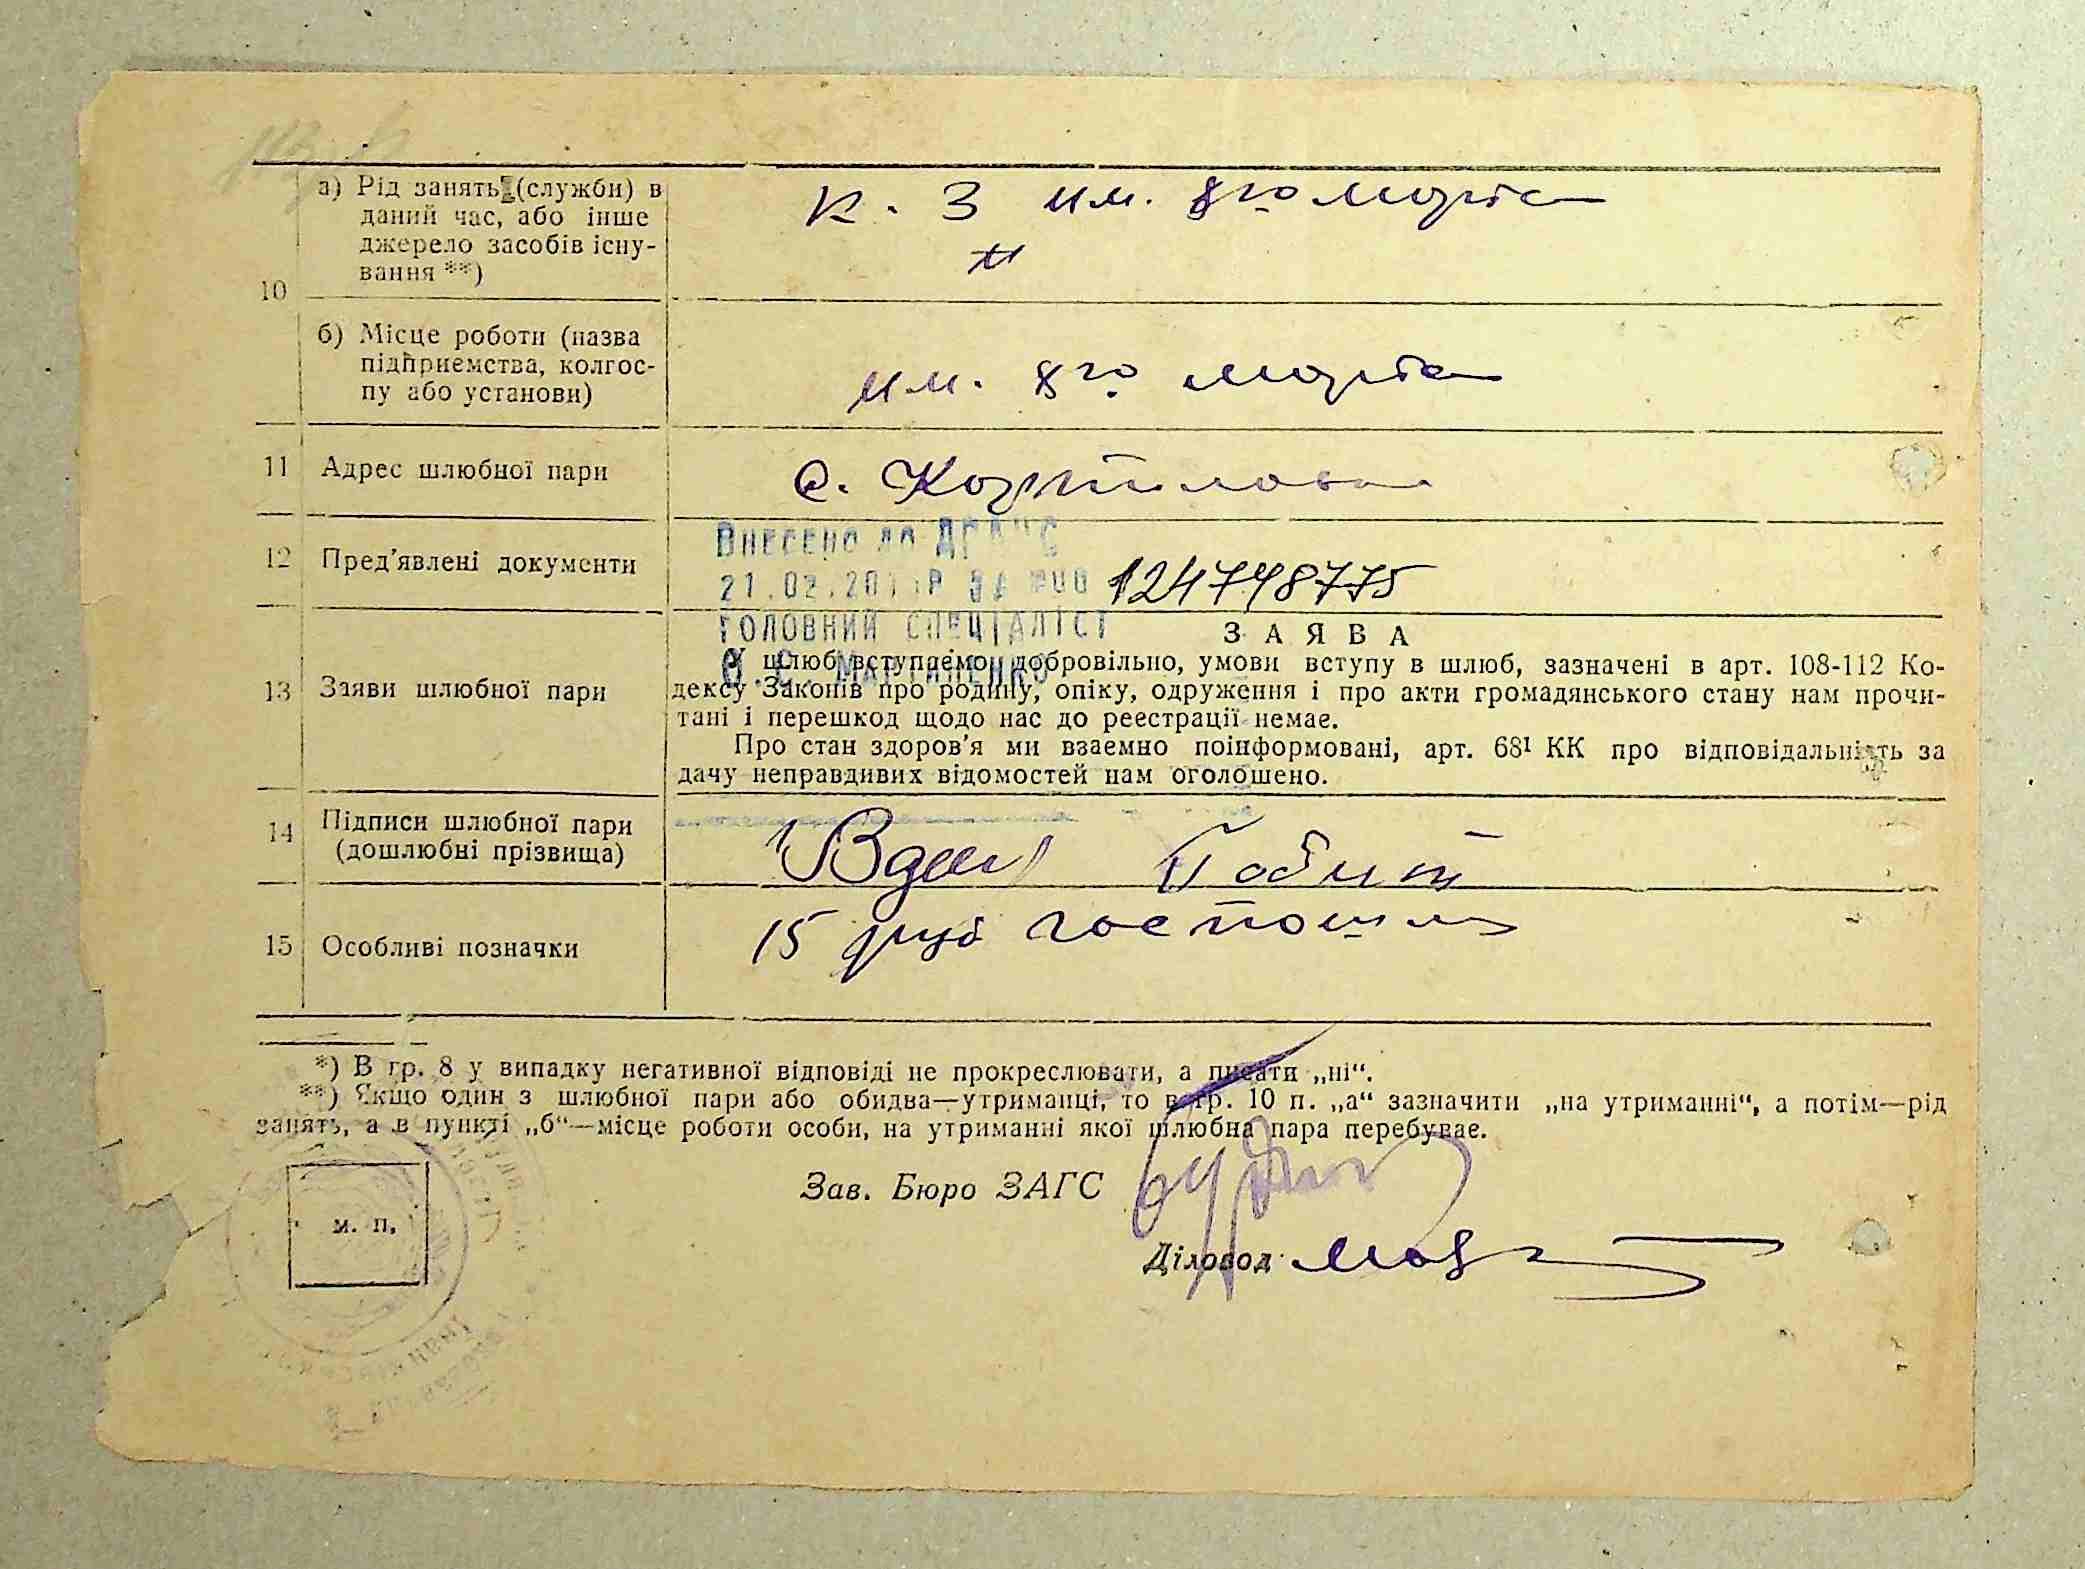 а) Рід занять (служби) в
даний час, або інше
джерело засобів існу-
вання **)
К. З им. 8го марта
"
10
б) Місце роботи (назва
підприємства, колгос-
пу або установи)
им. 8го марта
11 Адрес шлюбної пари
с.
Внесено до ДРАЦС
12 Пред'явлені документи
21.02.201 р за №00 124748775
Головний спеціаліст
З А Я В А
13 Заяви шлюбної пари
У шлюб вступаємо добровільно, умови вступу в шлюб, зазначені в арт. 108-112 Ко-
дексу Законів про родину, опіку, одруження і про акти громадянського стану нам прочи-
тані і перешкод щодо нас до реєстрації немає.
Про стан здоров'я ми взаємно поінформовані, арт. 68¹ КК про відповідальність за
дачу неправдивих відомостей нам оголошено.
14 Підписи шлюбної пари
(дошлюбні прізвища)
15 Особливі позначки
15 руб госпошл
*) В гр. 8 у випадку негативної відповіді не прокреслювати, а писати „ні“.
**) Якщо один з шлюбної пари або обидва—утриманці, то в гр. 10 п. „а“ зазначити „на утриманні“, а потім—рід
занять, а в пункті „б“—місце роботи особи, на утриманні якої шлюбна пара перебуває.
Зав. Бюро ЗАГС
м. п.
Діловод